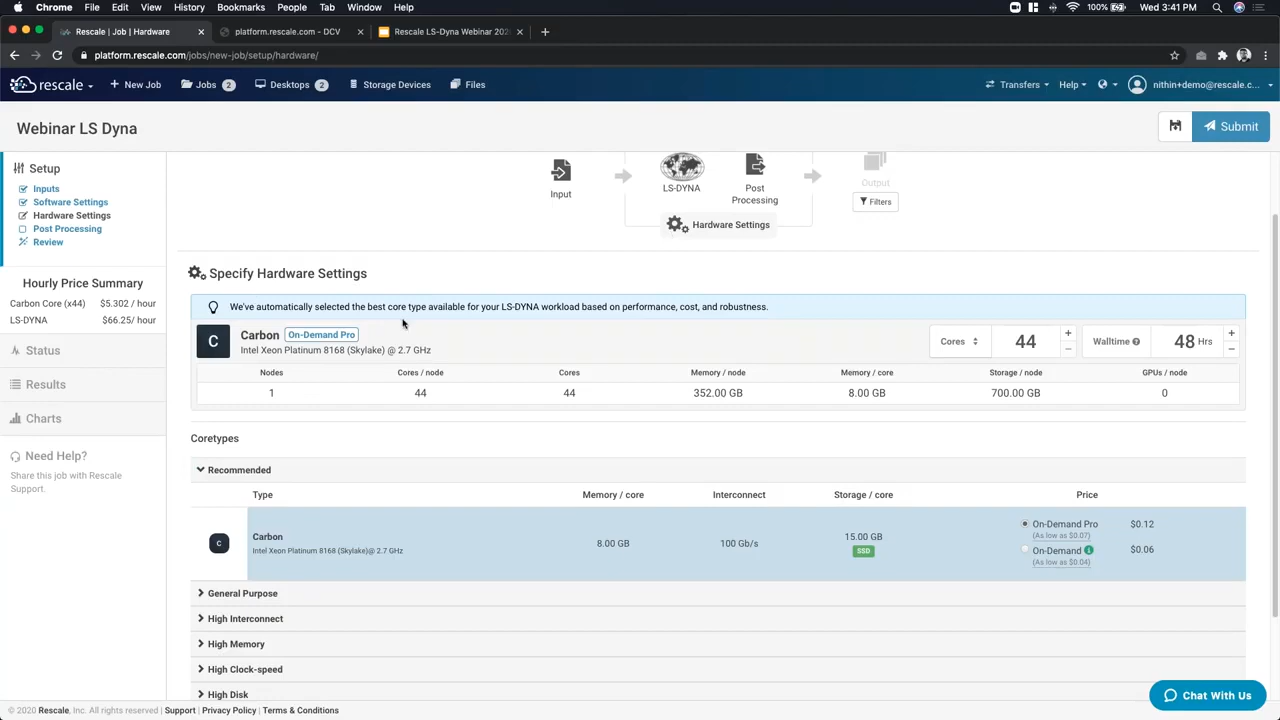 Chrome File Edit View History Bookmarks People Tab Window Help 100% Wed 3:41 PM
Rescale | Job | Hardware platform.rescale.com - DCV Rescale LS-Dyna Webinar 202
platform.rescale.com/jobs/new-job/setup/hardware/
rescale New Job Jobs 2 Desktops 2 Storage Devices Files Transfers Help nithin+demo@rescale.c...
Webinar LS Dyna
Submit
Setup
Inputs
Software Settings
Hardware Settings
Post Processing
Review
Hourly Price Summary
Carbon Core (x44) $5.302 / hour
LS-DYNA $66.25/ hour
Status
Results
Charts
Need Help?
Share this job with Rescale
Support.
Input
LS-DYNA
Post
Processing
Output
Filters
Hardware Settings
Specify Hardware Settings
We've automatically selected the best core type available for your LS-DYNA workload based on performance, cost, and robustness.
C
Carbon On-Demand Pro
Intel Xeon Platinum 8168 (Skylake) @ 2.7 GHz
Cores 44 + −
Walltime 48 Hrs + −
Nodes Cores / node Cores Memory / node Memory / core Storage / node GPUs / node
1 44 44 352.00 GB 8.00 GB 700.00 GB 0
Coretypes
Recommended
Type Memory / core Interconnect Storage / core Price
C
Carbon
Intel Xeon Platinum 8168 (Skylake)@ 2.7 GHz
8.00 GB
100 Gb/s
15.00 GB
SSD
On-Demand Pro $0.12
(As low as $0.07)
On-Demand $0.06
(As low as $0.04)
General Purpose
High Interconnect
High Memory
High Clock-speed
High Disk
Chat With Us
© 2020 Rescale, Inc. All rights reserved | Support | Privacy Policy | Terms & Conditions